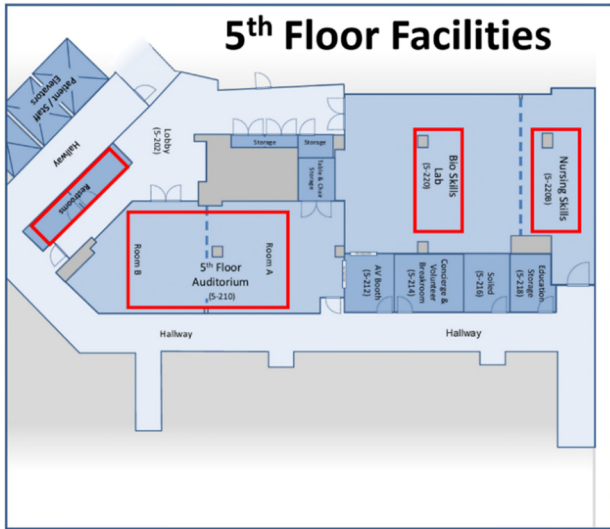 5th Floor Facilities
Patient / Staff
Elevators
Hallway
Restrooms
Lobby
(5-202)
Storage
Storage
Table & Chair
Storage
Bio Skills
Lab
(5-220)
Nursing Skills
(5-220B)
Room B
5th Floor
Auditorium
(5-210)
Room A
AV Booth
(5-212)
Concierge &
Volunteer
Breakroom
(5-214)
Soiled
(5-216)
Education
Storage
(5-218)
Hallway
Hallway